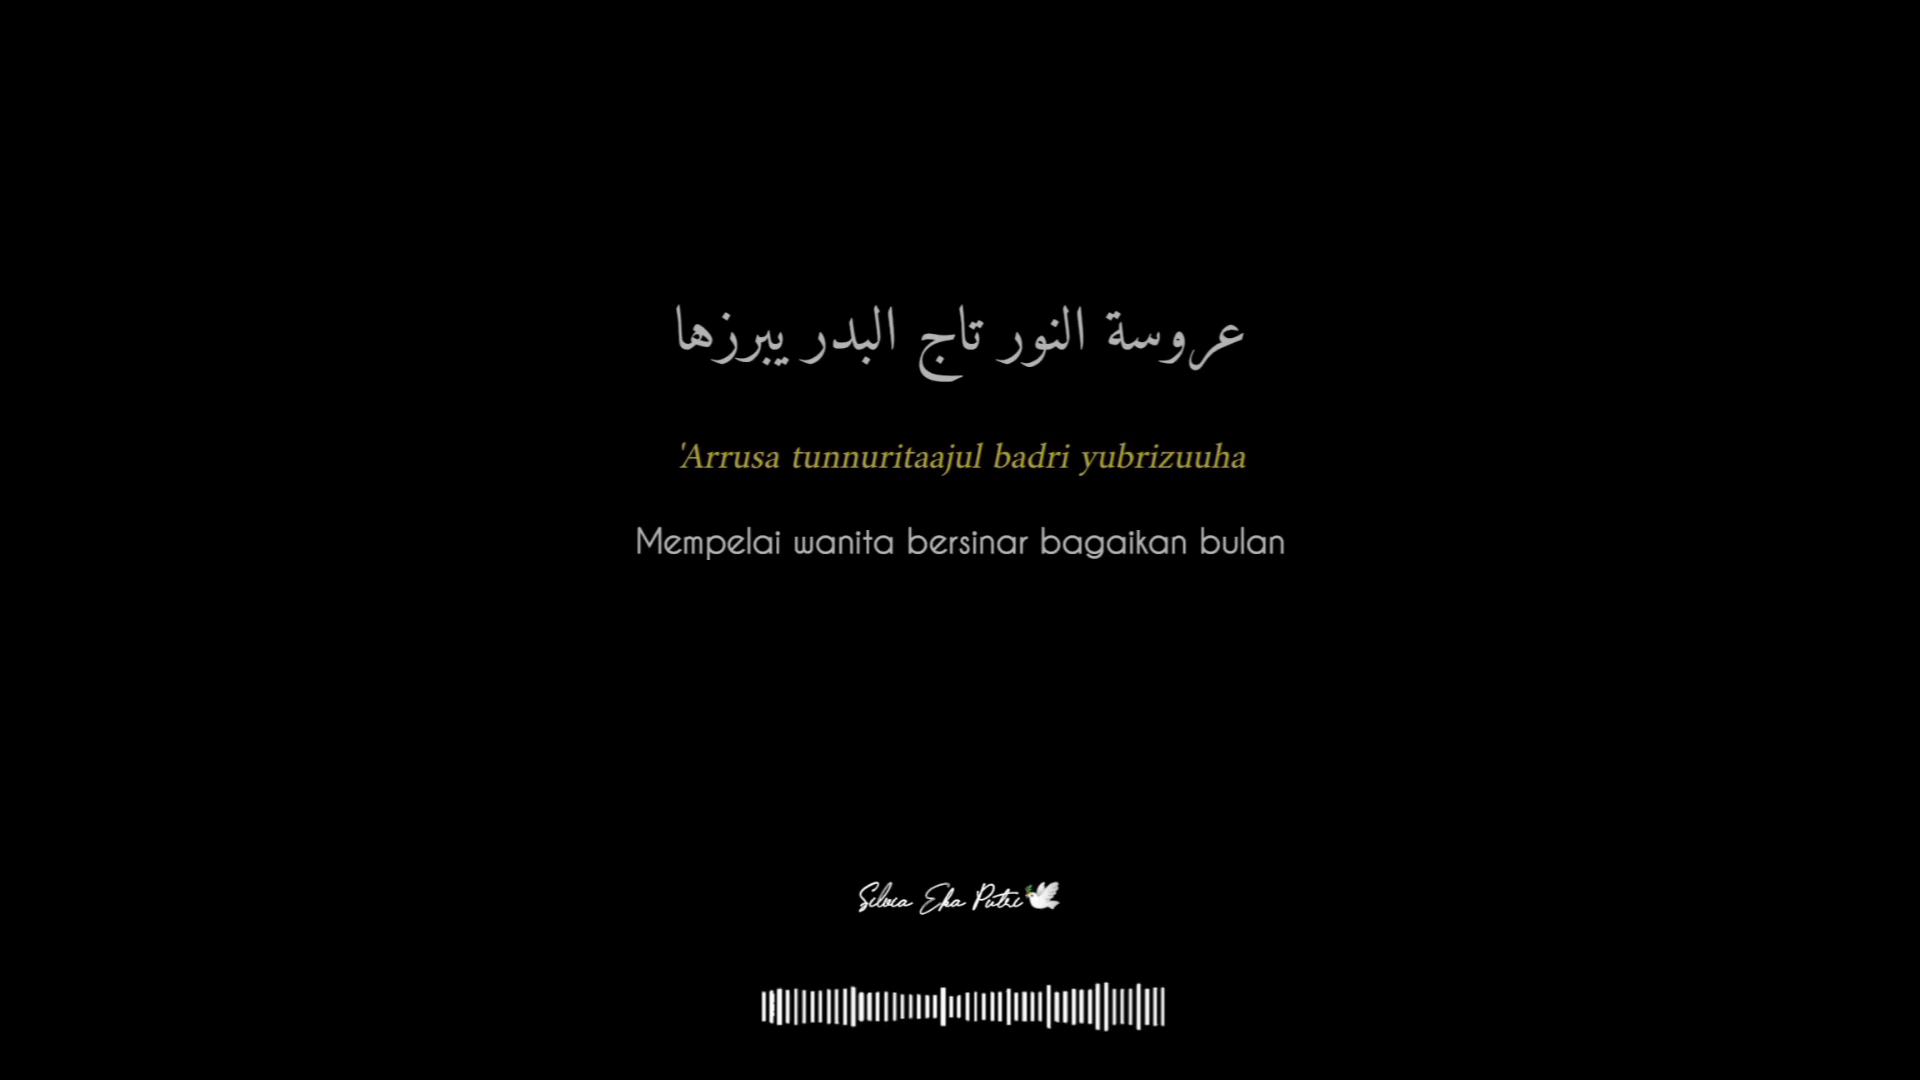 عروسة النور تاج البدر يبرزها
'Arrusa tunnuritaajul badri yubrizuuha
Mempelai wanita bersinar bagaikan bulan
Silvia Eka Putri🕊️